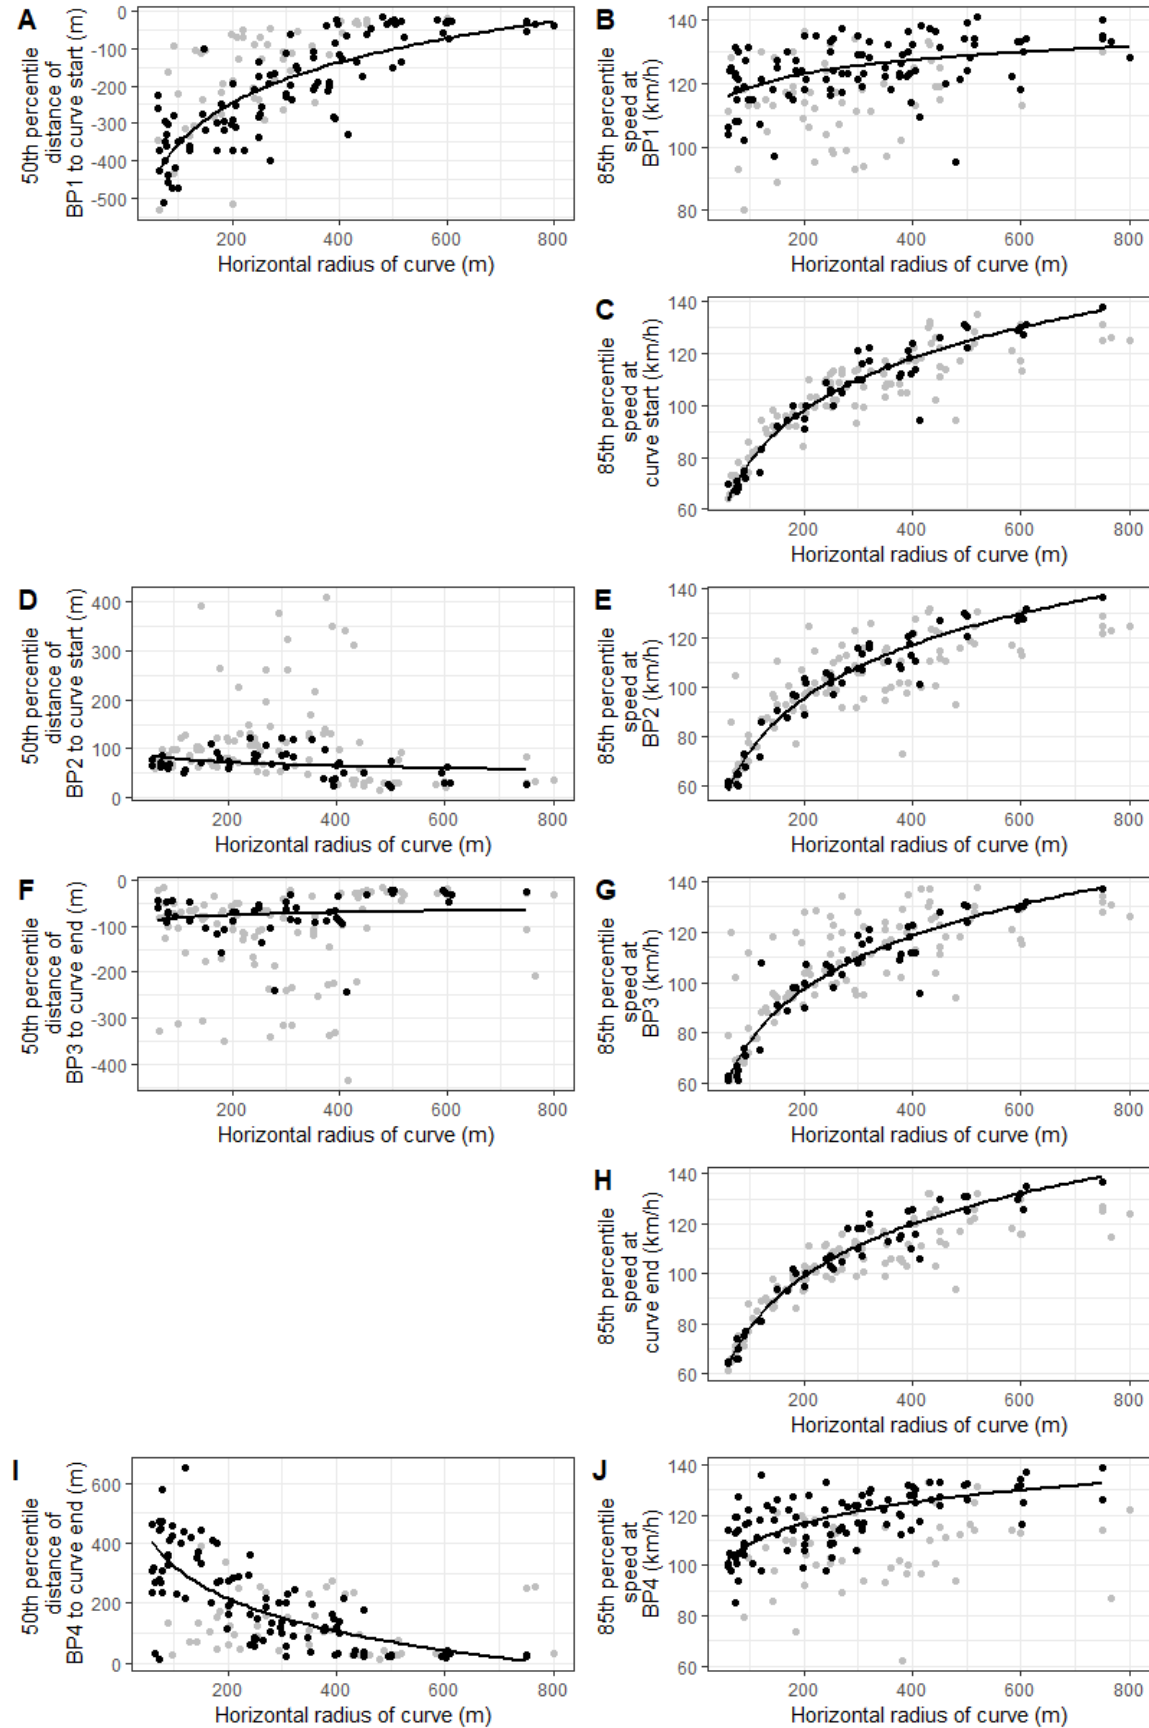 A
50th percentile
distance of
BP1 to curve start (m)
0
-100
-200
-300
-400
-500
200
400
600
800
Horizontal radius of curve (m)
B
85th percentile
speed at
BP1 (km/h)
140
120
100
80
200
400
600
800
Horizontal radius of curve (m)
C
85th percentile
speed at
curve start (km/h)
140
120
100
80
60
200
400
600
800
Horizontal radius of curve (m)
D
50th percentile
distance of
BP2 to curve start (m)
400
300
200
100
0
200
400
600
800
Horizontal radius of curve (m)
E
85th percentile
speed at
BP2 (km/h)
140
120
100
80
60
200
400
600
800
Horizontal radius of curve (m)
F
50th percentile
distance of
BP3 to curve end (m)
0
-100
-200
-300
-400
200
400
600
800
Horizontal radius of curve (m)
G
85th percentile
speed at
BP3 (km/h)
140
120
100
80
60
200
400
600
800
Horizontal radius of curve (m)
H
85th percentile
speed at
curve end (km/h)
140
120
100
80
60
200
400
600
800
Horizontal radius of curve (m)
I
50th percentile
distance of
BP4 to curve end (m)
600
400
200
0
200
400
600
800
Horizontal radius of curve (m)
J
85th percentile
speed at
BP4 (km/h)
140
120
100
80
60
200
400
600
800
Horizontal radius of curve (m)